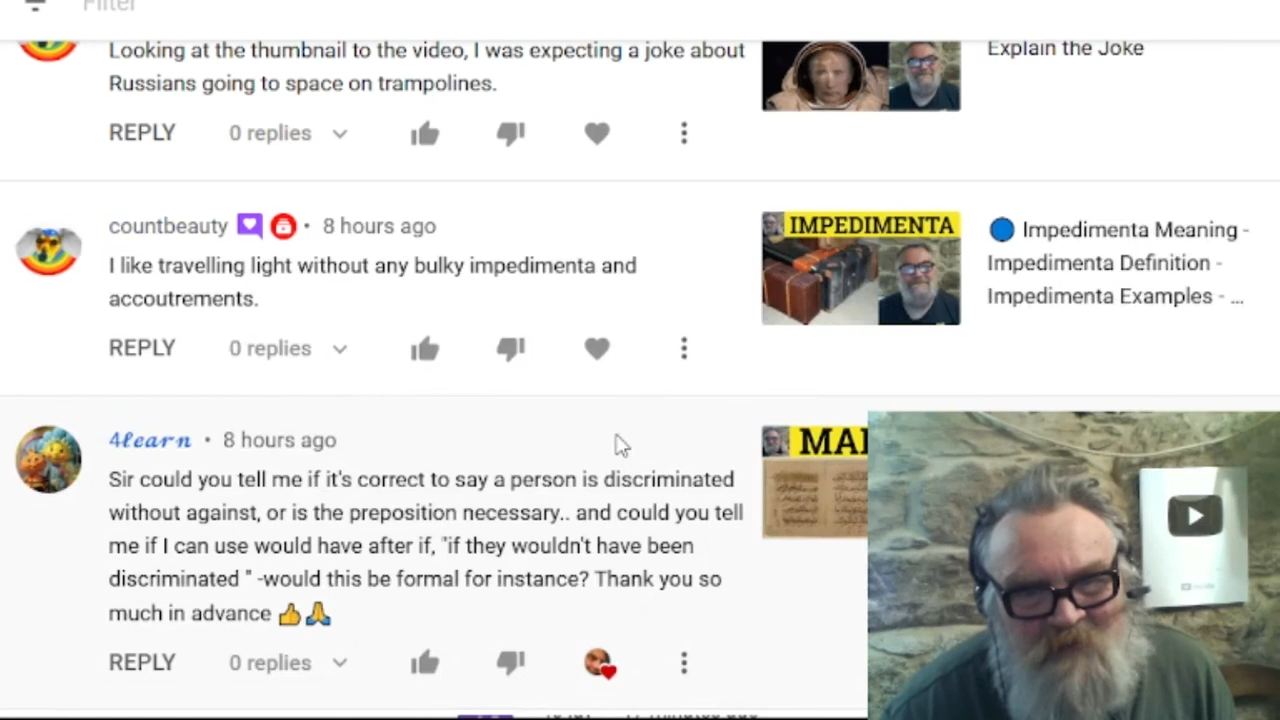 Filter
Looking at the thumbnail to the video, I was expecting a joke about
Russians going to space on trampolines.
Explain the Joke
REPLY 0 replies
countbeauty • 8 hours ago
I like travelling light without any bulky impedimenta and
accoutrements.
IMPEDIMENTA
Impedimenta Meaning -
Impedimenta Definition -
Impedimenta Examples - ...
REPLY 0 replies
4learn • 8 hours ago
Sir could you tell me if it's correct to say a person is discriminated
without against, or is the preposition necessary.. and could you tell
me if I can use would have after if, "if they wouldn't have been
discriminated " -would this be formal for instance? Thank you so
much in advance 👍🙏
REPLY 0 replies